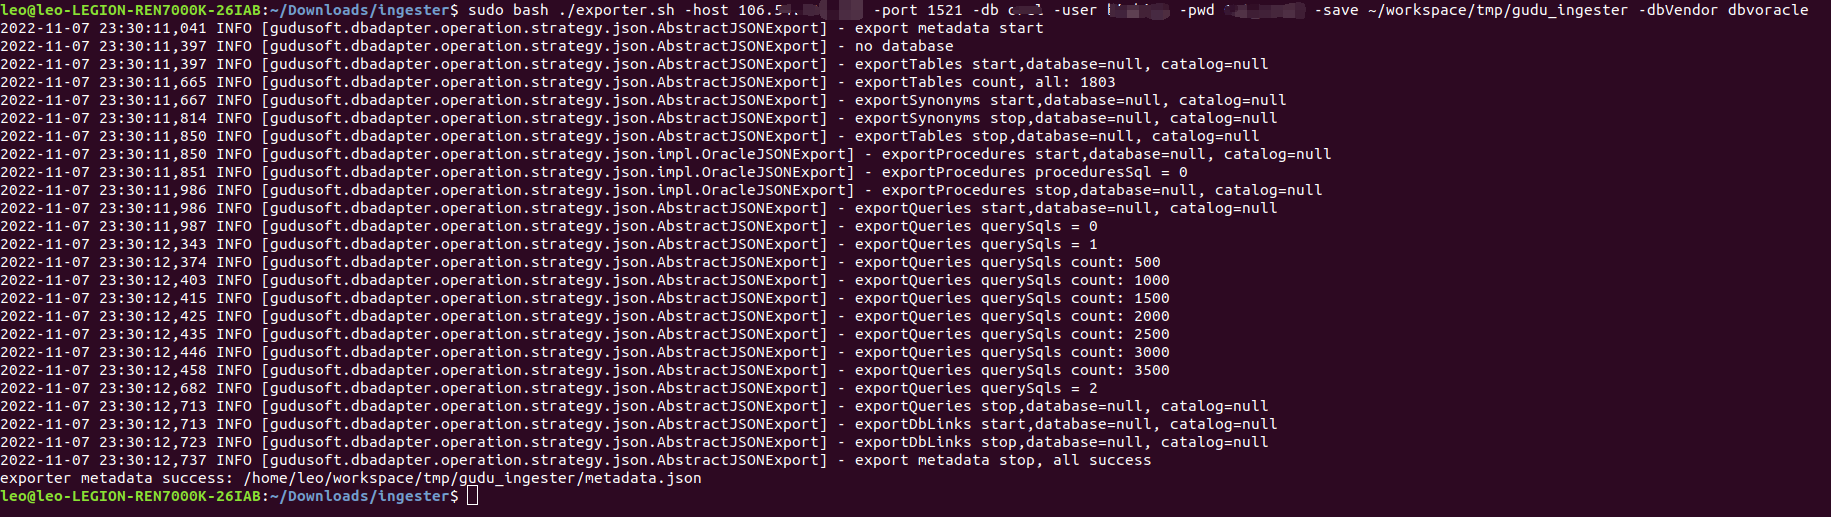 leo@leo-LEGION-REN7000K-26IAB:~/Downloads/ingester$ sudo bash ./exporter.sh -host 106.54. -port 1521 -db -user -pwd -save ~/workspace/tmp/gudu_ingester -dbVendor dbvoracle
2022-11-07 23:30:11,041 INFO [gudusoft.dbadapter.operation.strategy.json.AbstractJSONExport] - export metadata start
2022-11-07 23:30:11,397 INFO [gudusoft.dbadapter.operation.strategy.json.AbstractJSONExport] - no database
2022-11-07 23:30:11,397 INFO [gudusoft.dbadapter.operation.strategy.json.AbstractJSONExport] - exportTables start,database=null, catalog=null
2022-11-07 23:30:11,665 INFO [gudusoft.dbadapter.operation.strategy.json.AbstractJSONExport] - exportTables count, all: 1803
2022-11-07 23:30:11,667 INFO [gudusoft.dbadapter.operation.strategy.json.AbstractJSONExport] - exportSynonyms start,database=null, catalog=null
2022-11-07 23:30:11,814 INFO [gudusoft.dbadapter.operation.strategy.json.AbstractJSONExport] - exportSynonyms stop,database=null, catalog=null
2022-11-07 23:30:11,850 INFO [gudusoft.dbadapter.operation.strategy.json.AbstractJSONExport] - exportTables stop,database=null, catalog=null
2022-11-07 23:30:11,850 INFO [gudusoft.dbadapter.operation.strategy.json.impl.OracleJSONExport] - exportProcedures start,database=null, catalog=null
2022-11-07 23:30:11,851 INFO [gudusoft.dbadapter.operation.strategy.json.impl.OracleJSONExport] - exportProcedures proceduresSql = 0
2022-11-07 23:30:11,986 INFO [gudusoft.dbadapter.operation.strategy.json.impl.OracleJSONExport] - exportProcedures stop,database=null, catalog=null
2022-11-07 23:30:11,986 INFO [gudusoft.dbadapter.operation.strategy.json.AbstractJSONExport] - exportQueries start,database=null, catalog=null
2022-11-07 23:30:11,987 INFO [gudusoft.dbadapter.operation.strategy.json.AbstractJSONExport] - exportQueries querySqls = 0
2022-11-07 23:30:12,343 INFO [gudusoft.dbadapter.operation.strategy.json.AbstractJSONExport] - exportQueries querySqls = 1
2022-11-07 23:30:12,374 INFO [gudusoft.dbadapter.operation.strategy.json.AbstractJSONExport] - exportQueries querySqls count: 500
2022-11-07 23:30:12,403 INFO [gudusoft.dbadapter.operation.strategy.json.AbstractJSONExport] - exportQueries querySqls count: 1000
2022-11-07 23:30:12,415 INFO [gudusoft.dbadapter.operation.strategy.json.AbstractJSONExport] - exportQueries querySqls count: 1500
2022-11-07 23:30:12,425 INFO [gudusoft.dbadapter.operation.strategy.json.AbstractJSONExport] - exportQueries querySqls count: 2000
2022-11-07 23:30:12,435 INFO [gudusoft.dbadapter.operation.strategy.json.AbstractJSONExport] - exportQueries querySqls count: 2500
2022-11-07 23:30:12,446 INFO [gudusoft.dbadapter.operation.strategy.json.AbstractJSONExport] - exportQueries querySqls count: 3000
2022-11-07 23:30:12,458 INFO [gudusoft.dbadapter.operation.strategy.json.AbstractJSONExport] - exportQueries querySqls count: 3500
2022-11-07 23:30:12,682 INFO [gudusoft.dbadapter.operation.strategy.json.AbstractJSONExport] - exportQueries querySqls = 2
2022-11-07 23:30:12,713 INFO [gudusoft.dbadapter.operation.strategy.json.AbstractJSONExport] - exportQueries stop,database=null, catalog=null
2022-11-07 23:30:12,713 INFO [gudusoft.dbadapter.operation.strategy.json.AbstractJSONExport] - exportDbLinks start,database=null, catalog=null
2022-11-07 23:30:12,723 INFO [gudusoft.dbadapter.operation.strategy.json.AbstractJSONExport] - exportDbLinks stop,database=null, catalog=null
2022-11-07 23:30:12,737 INFO [gudusoft.dbadapter.operation.strategy.json.AbstractJSONExport] - export metadata stop, all success
exporter metadata success: /home/leo/workspace/tmp/gudu_ingester/metadata.json
leo@leo-LEGION-REN7000K-26IAB:~/Downloads/ingester$